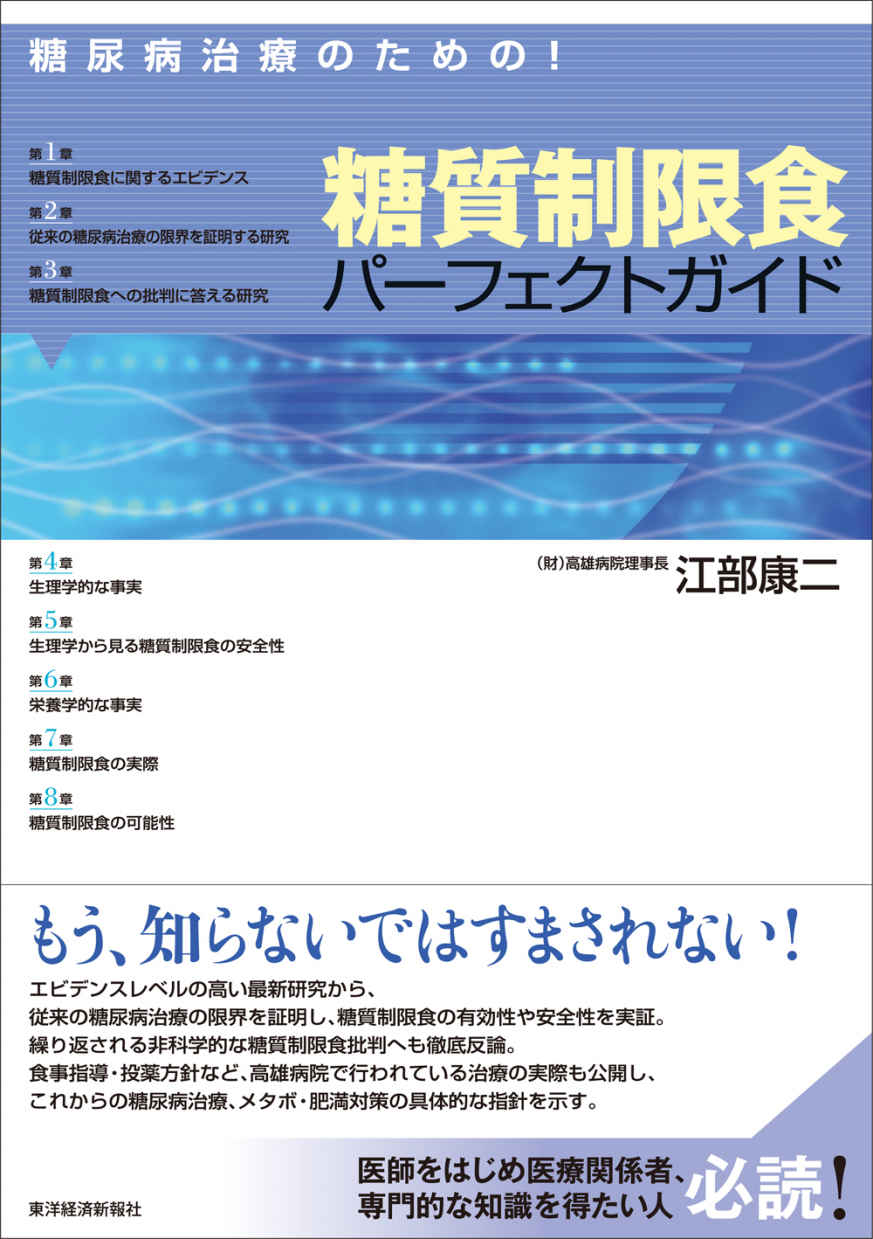 糖尿病治療のための!
第1章
糖質制限食に関するエビデンス
第2章
従来の糖尿病治療の限界を証明する研究
第3章
糖質制限食への批判に答える研究
糖質制限食
パーフェクトガイド
第4章
生理学的な事実
第5章
生理学から見る糖質制限食の安全性
第6章
栄養学的な事実
第7章
糖質制限食の実際
第8章
糖質制限食の可能性
(財)高雄病院理事長 江部康二
もう、知らないではすまされない!
エビデンスレベルの高い最新研究から、
従来の糖尿病治療の限界を証明し、糖質制限食の有効性や安全性を実証。
繰り返される非科学的な糖質制限食批判へも徹底反論。
食事指導・投薬方針など、高雄病院で行われている治療の実際も公開し、
これからの糖尿病治療、メタボ・肥満対策の具体的な指針を示す。
医師をはじめ医療関係者、
専門的な知識を得たい人
必読!
東洋経済新報社